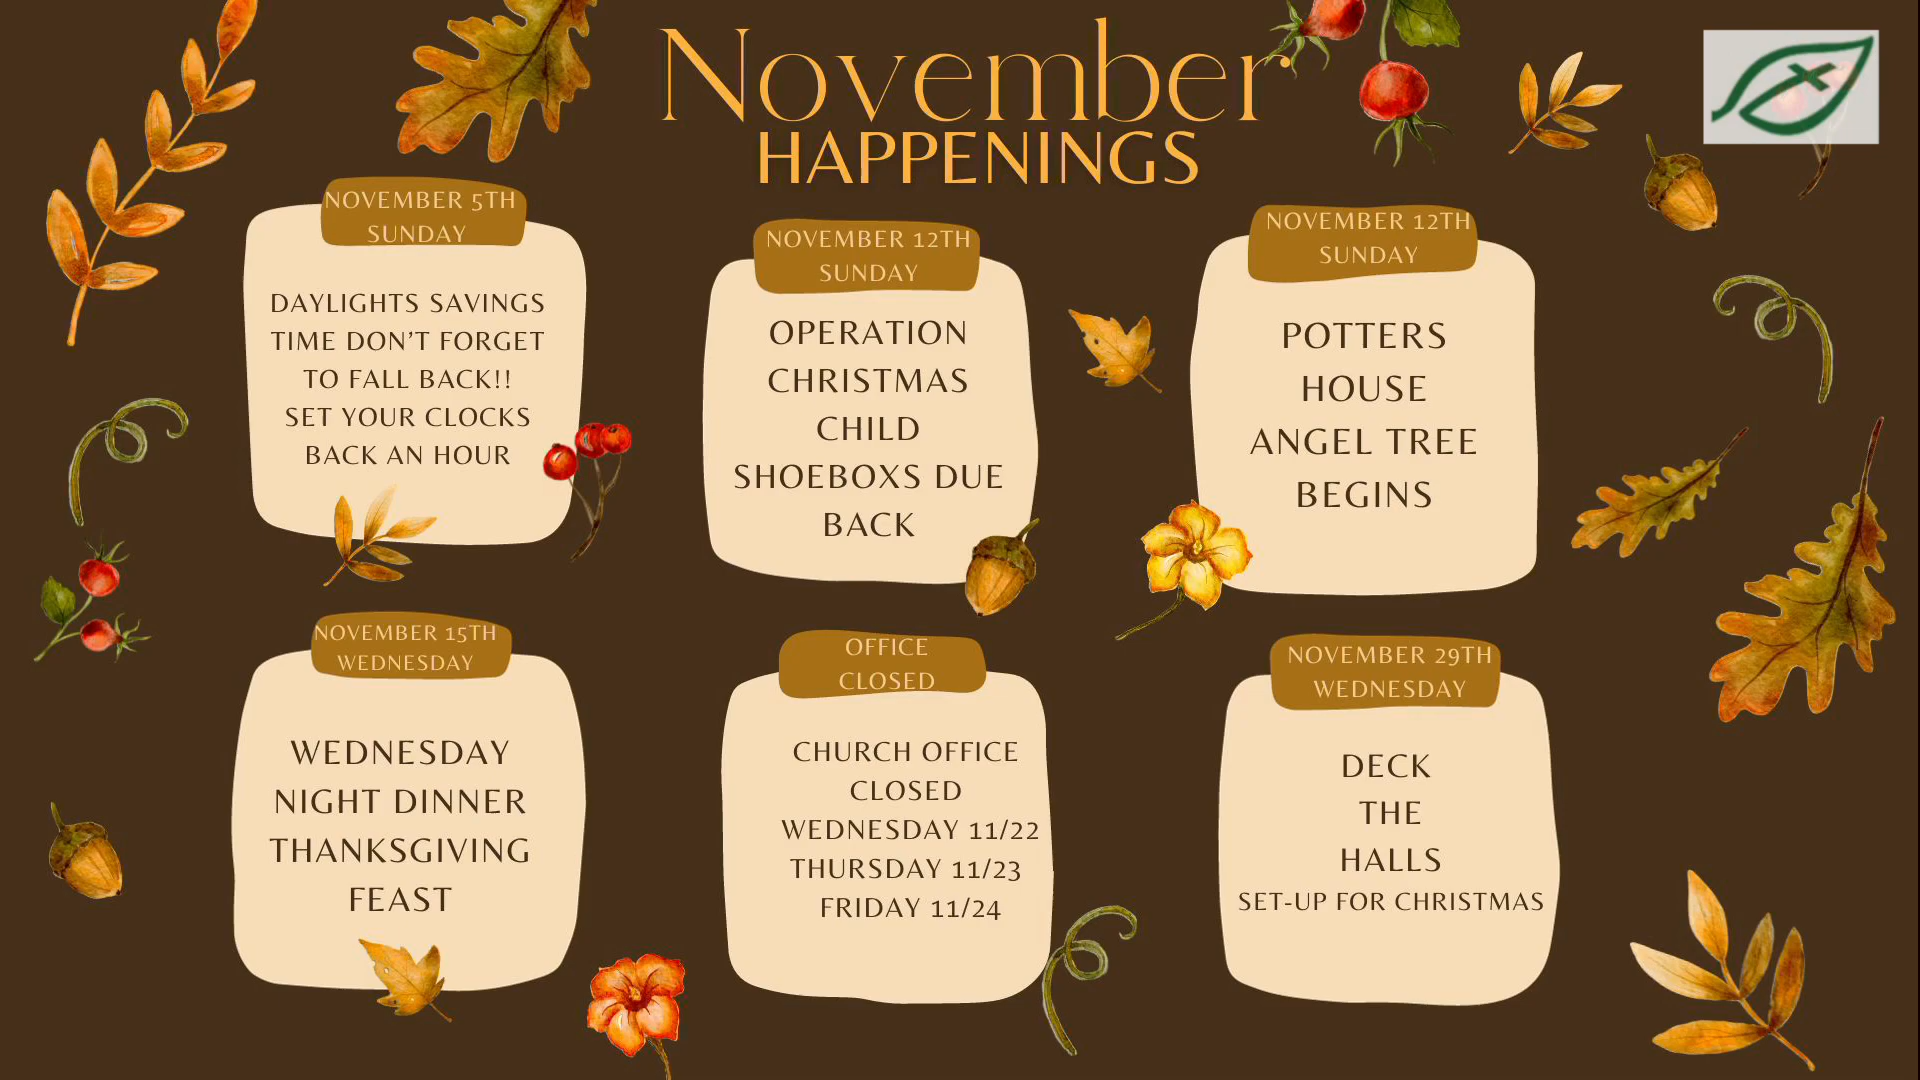 November
HAPPENINGS
NOVEMBER 5TH
SUNDAY
DAYLIGHTS SAVINGS
TIME DON'T FORGET
TO FALL BACK!!
SET YOUR CLOCKS
BACK AN HOUR
NOVEMBER 12TH
SUNDAY
OPERATION
CHRISTMAS
CHILD
SHOEBOXS DUE
BACK
NOVEMBER 12TH
SUNDAY
POTTERS
HOUSE
ANGEL TREE
BEGINS
NOVEMBER 15TH
WEDNESDAY
WEDNESDAY
NIGHT DINNER
THANKSGIVING
FEAST
OFFICE
CLOSED
CHURCH OFFICE
CLOSED
WEDNESDAY 11/22
THURSDAY 11/23
FRIDAY 11/24
NOVEMBER 29TH
WEDNESDAY
DECK
THE
HALLS
SET-UP FOR CHRISTMAS